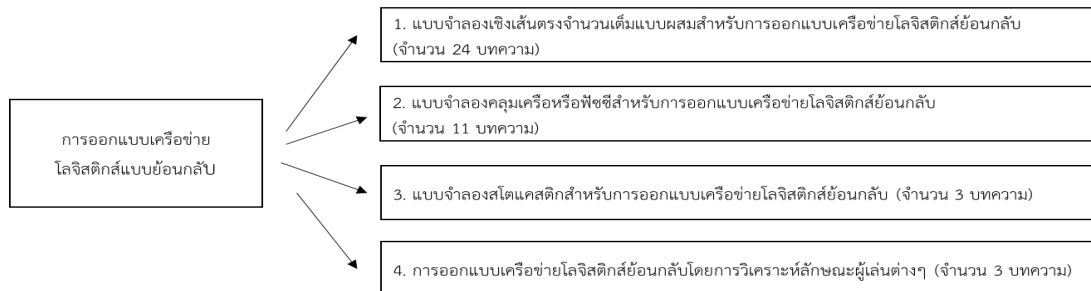 การออกแบบเครือข่าย
โลจิสติกส์แบบย้อนกลับ
1. แบบจำลองเชิงเส้นตรงจำนวนเต็มแบบผสมสำหรับการออกแบบเครือข่ายโลจิสติกส์ย้อนกลับ
(จำนวน 24 บทความ)
2. แบบจำลองคลุมเครือหรือฟัซซีสำหรับการออกแบบเครือข่ายโลจิสติกส์ย้อนกลับ
(จำนวน 11 บทความ)
3. แบบจำลองสโตแคสติกสำหรับการออกแบบเครือข่ายโลจิสติกส์ย้อนกลับ (จำนวน 3 บทความ)
4. การออกแบบเครือข่ายโลจิสติกส์ย้อนกลับโดยการวิเคราะห์ลักษณะผู้เล่นต่างๆ (จำนวน 3 บทความ)